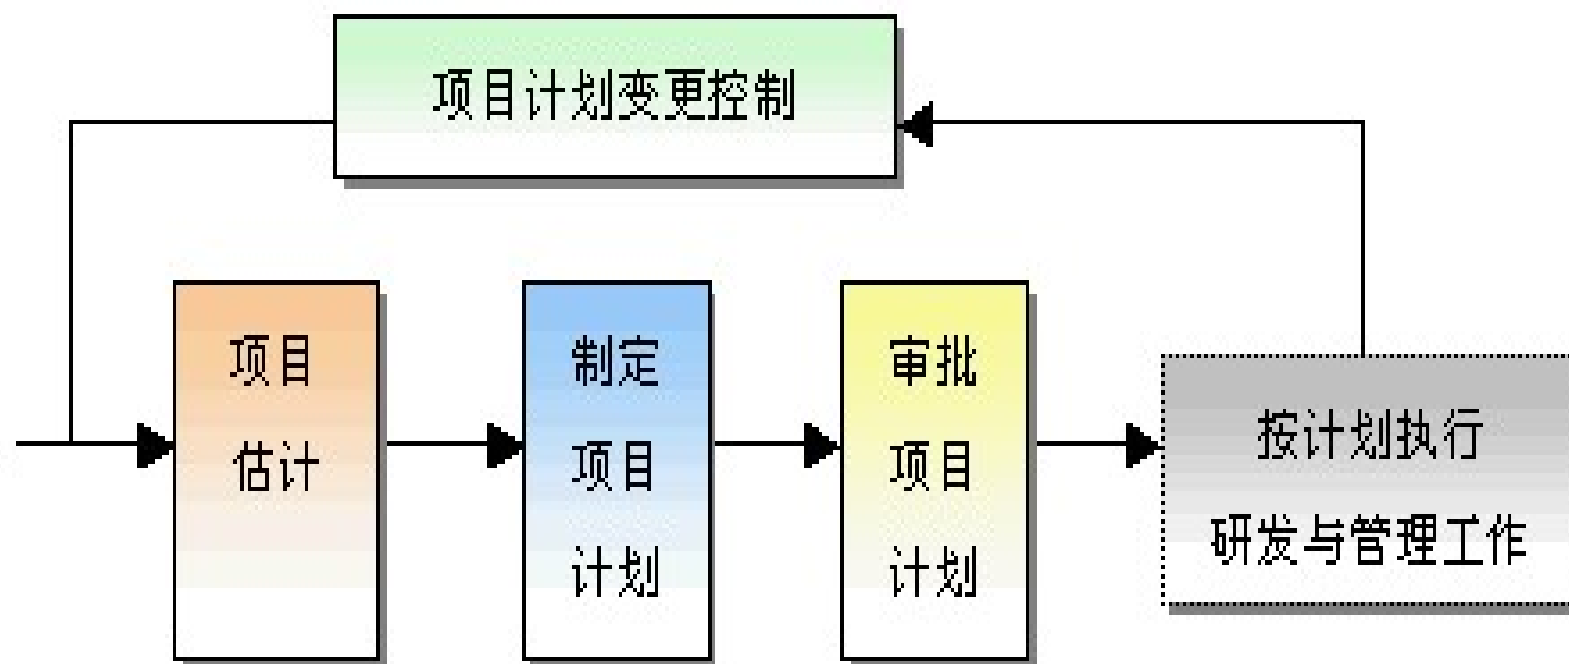 项目计划变更控制
项目
估计
制定
项目
计划
审批
项目
计划
按计划执行
研发与管理工作